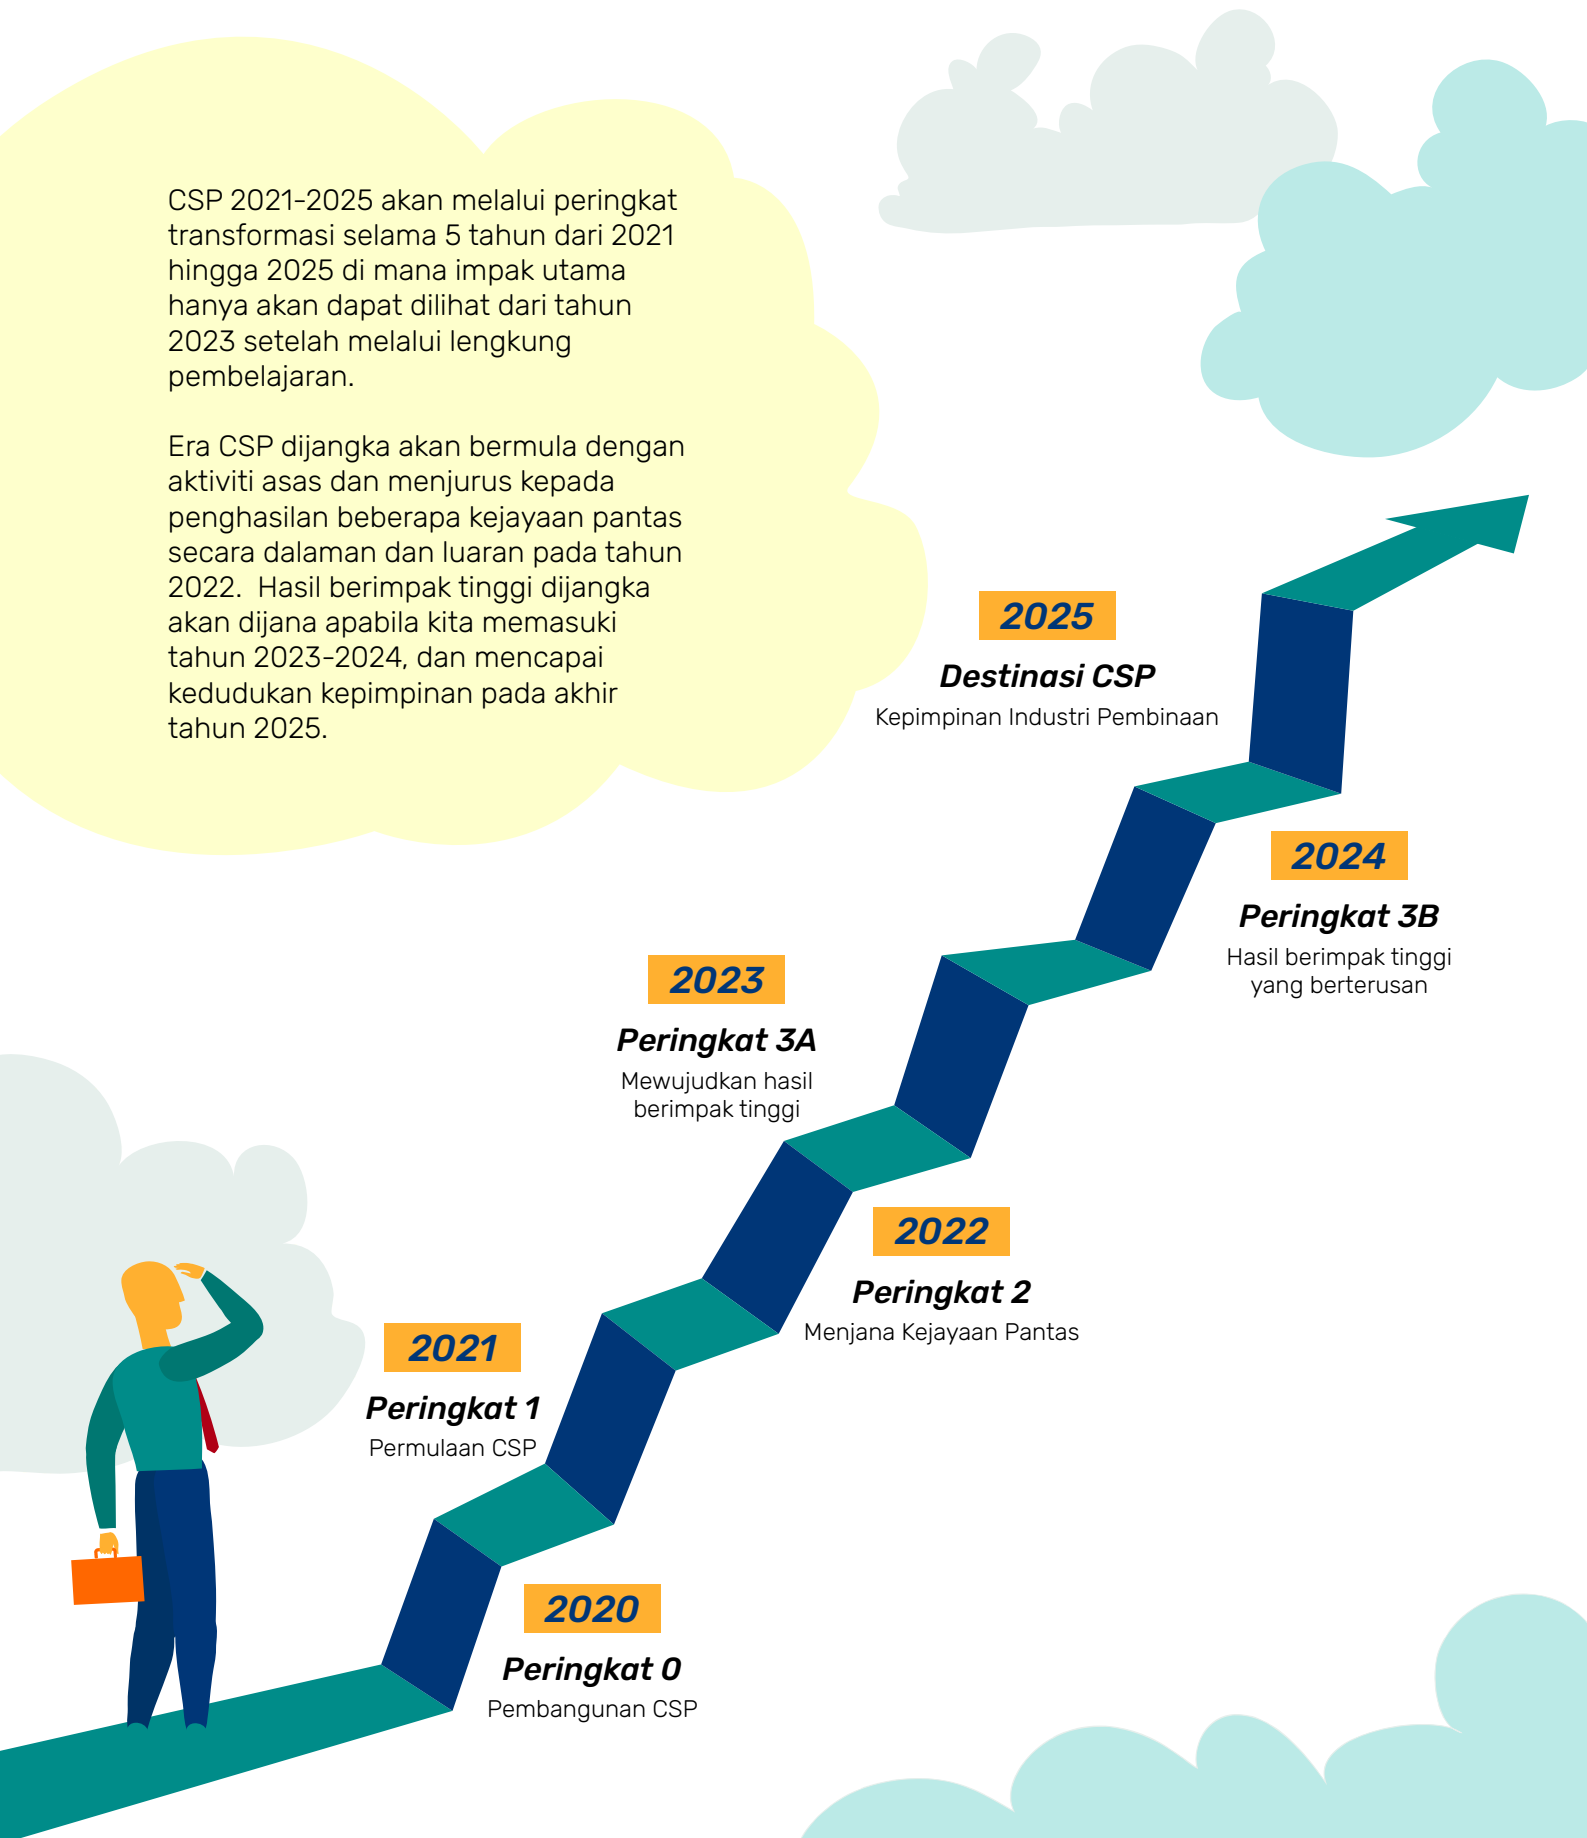 CSP 2021-2025 akan melalui peringkat
transformasi selama 5 tahun dari 2021
hingga 2025 di mana impak utama
hanya akan dapat dilihat dari tahun
2023 setelah melalui lengkung
pembelajaran.
Era CSP dijangka akan bermula dengan
aktiviti asas dan menjurus kepada
penghasilan beberapa kejayaan pantas
secara dalaman dan luaran pada tahun
2022.  Hasil berimpak tinggi dijangka
akan dijana apabila kita memasuki
tahun 2023-2024, dan mencapai
kedudukan kepimpinan pada akhir
tahun 2025.
2025
Destinasi CSP
Kepimpinan Industri Pembinaan
2024
Peringkat 3B
Hasil berimpak tinggi
yang berterusan
2023
Peringkat 3A
Mewujudkan hasil
berimpak tinggi
2022
Peringkat 2
Menjana Kejayaan Pantas
2021
Peringkat 1
Permulaan CSP
2020
Peringkat 0
Pembangunan CSP